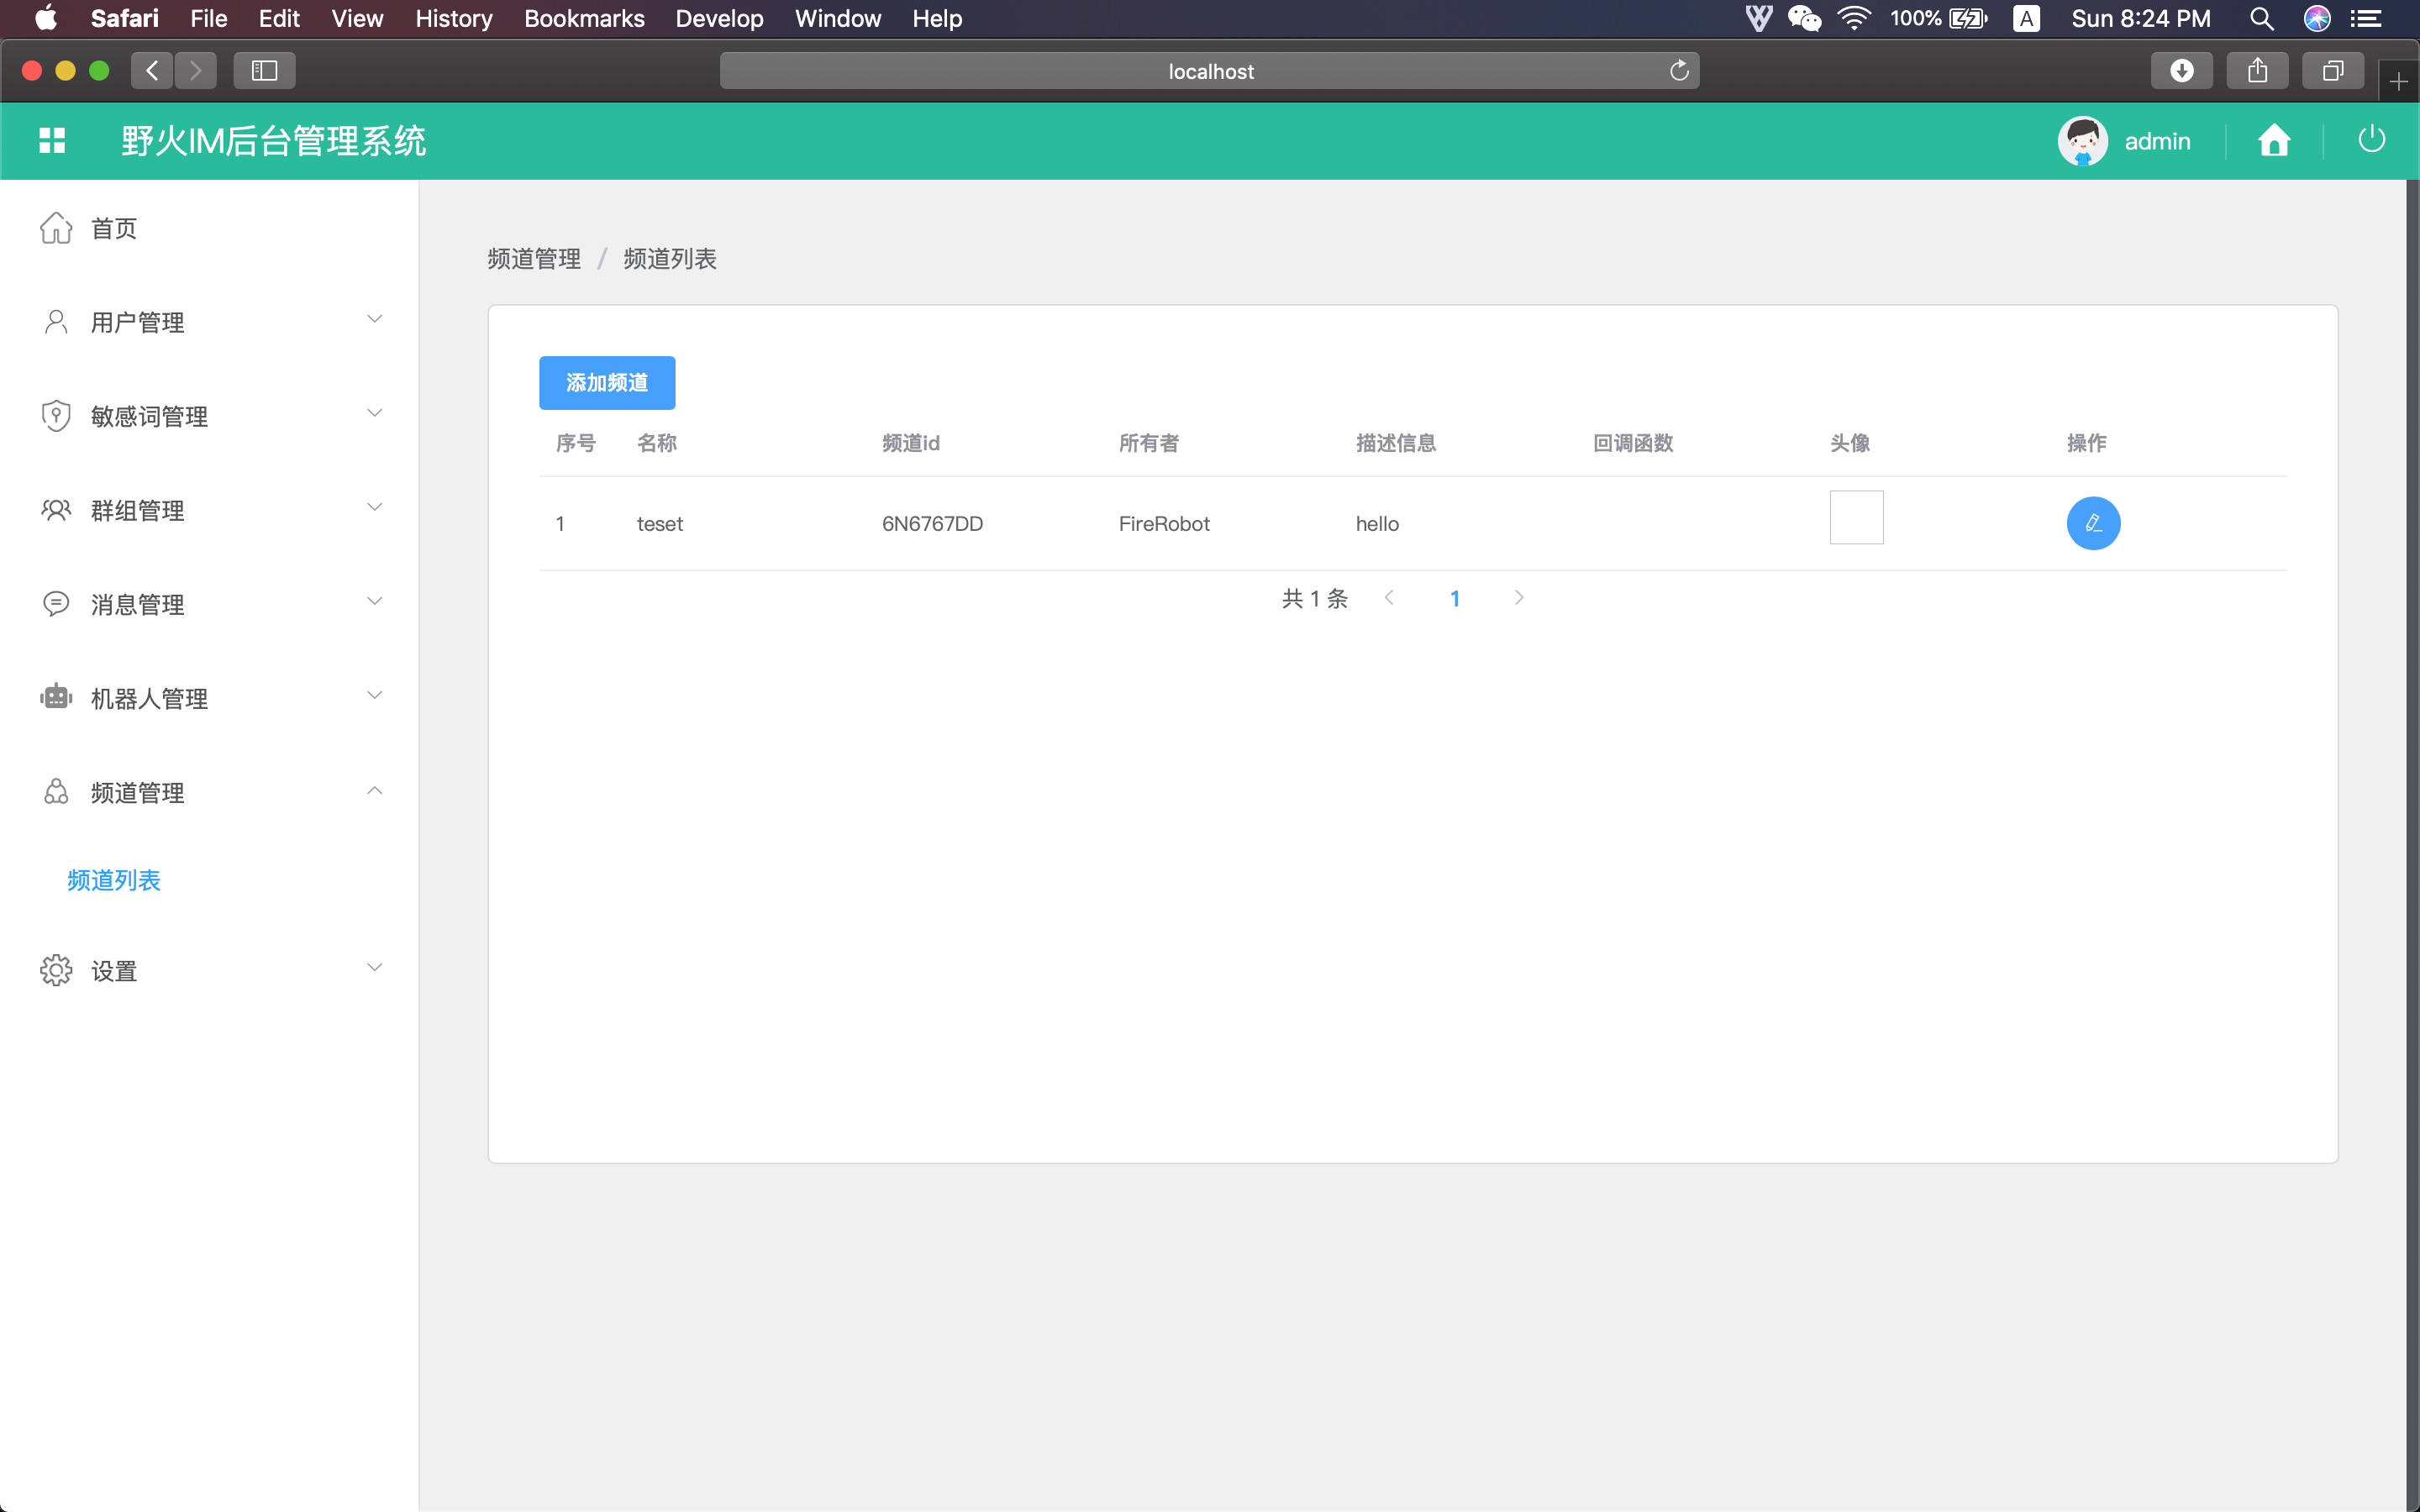 Safari File Edit View History Bookmarks Develop Window Help 100% A Sun 8:24 PM
localhost
野火IM后台管理系统 admin
首页
用户管理
敏感词管理
群组管理
消息管理
机器人管理
频道管理
频道列表
设置
频道管理 / 频道列表
添加频道
序号 名称 频道id 所有者 描述信息 回调函数 头像 操作
1 teset 6N6767DD FireRobot hello
共 1 条 1